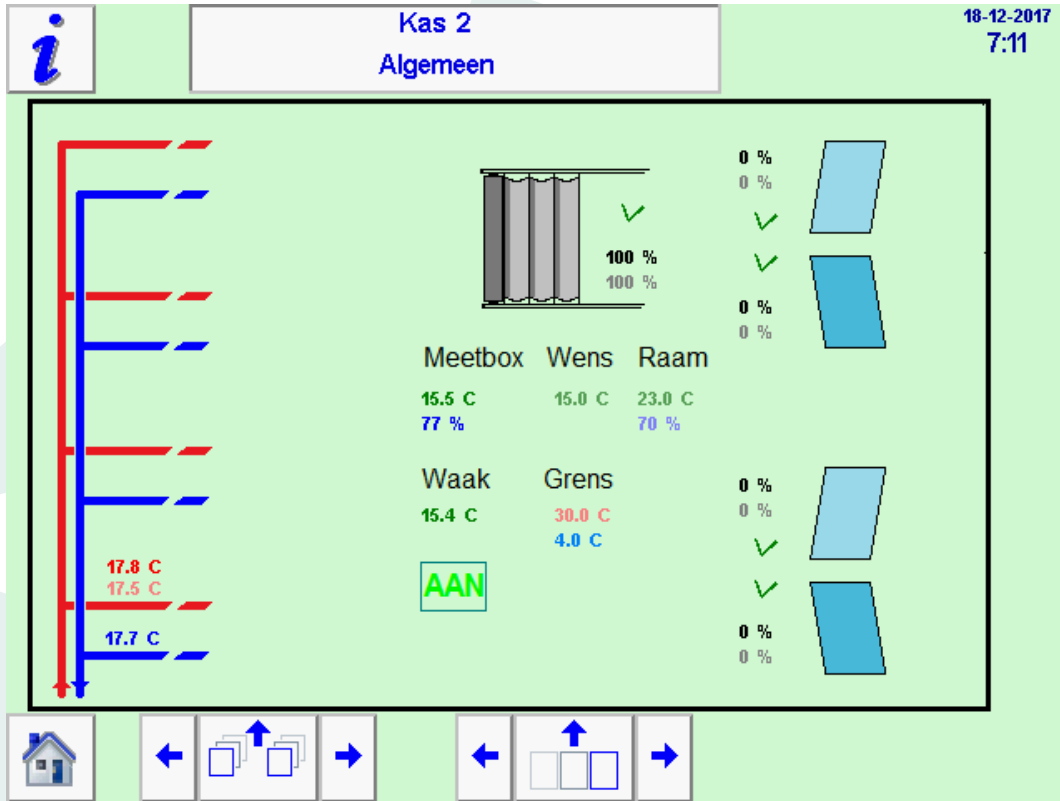 i
Kas 2
Algemeen
18-12-2017
7:11
0 %
0 %
100 %
100 %
0 %
0 %
Meetbox Wens Raam
15.5 C 15.0 C 23.0 C
77 % 70 %
Waak Grens
15.4 C 30.0 C
4.0 C
0 %
0 %
17.8 C
17.5 C
AAN
17.7 C
0 %
0 %